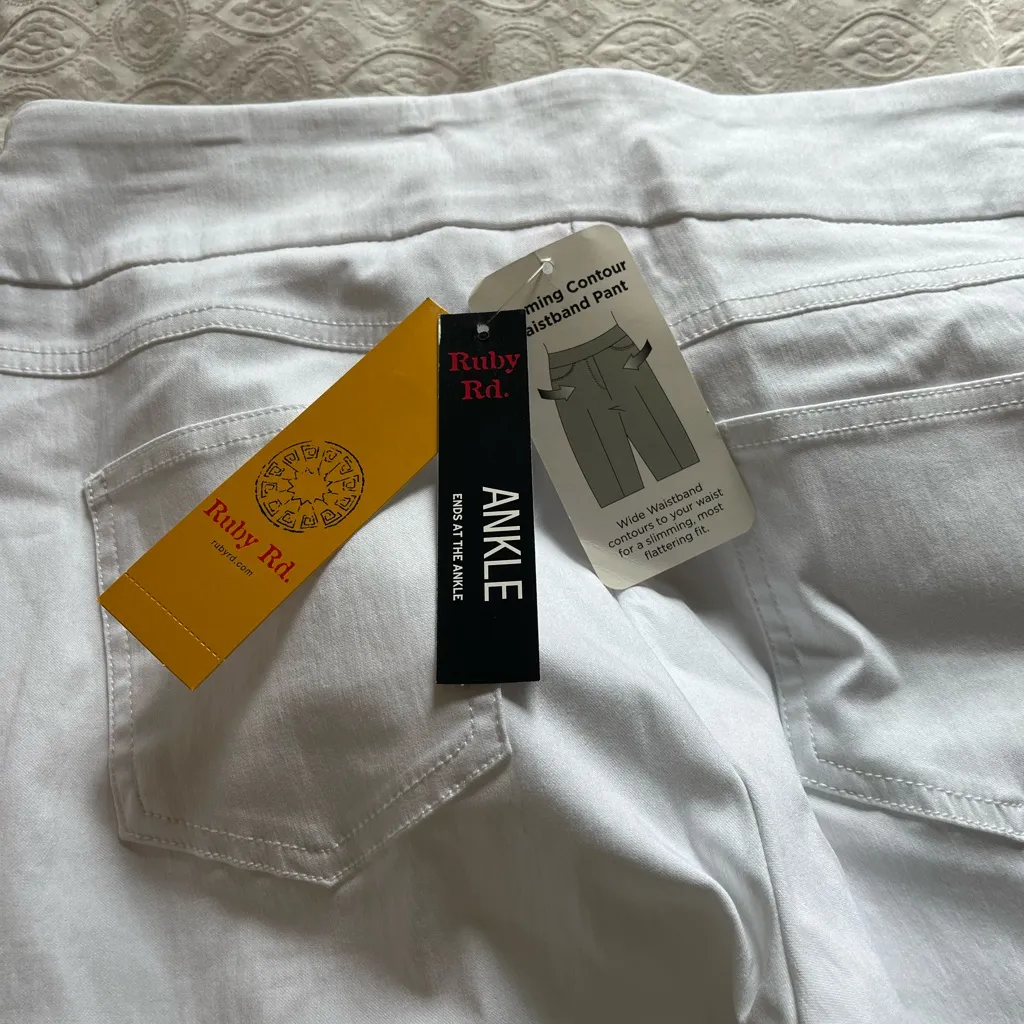 Ruby Rd.
rubyrd.com
Ruby
Rd.
ANKLE
ENDS AT THE ANKLE
Contour
Pant
Wide Waistband
contours to your waist
for a slimming, most
flattering fit.